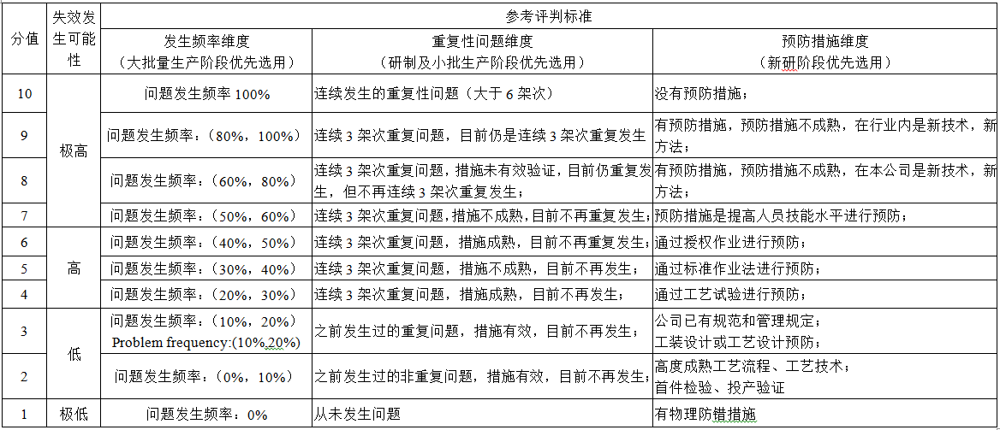 分值
失效发
生可能
性
参考评判标准
发生频率维度
（大批量生产阶段优先选用）
重复性问题维度
（研制及小批生产阶段优先选用）
预防措施维度
（新研阶段优先选用）
10
极高
问题发生频率 100%
连续发生的重复性问题（大于 6 架次）
没有预防措施；
9
问题发生频率：（80%，100%）
连续 3 架次重复问题，目前仍是连续 3 架次重复发生
有预防措施，预防措施不成熟，在行业内是新技术，新
方法；
8
问题发生频率：（60%，80%）
连续 3 架次重复问题，措施未有效验证，目前仍重复发
生，但不再连续 3 架次重复发生；
有预防措施，预防措施不成熟，在本公司是新技术，新
方法；
7
问题发生频率：（50%，60%）
连续 3 架次重复问题，措施不成熟，目前不再重复发生；
预防措施是提高人员技能水平进行预防；
6
高
问题发生频率：（40%，50%）
连续 3 架次重复问题，措施成熟，目前不再重复发生；
通过授权作业进行预防；
5
问题发生频率：（30%，40%）
连续 3 架次重复问题，措施不成熟，目前不再发生；
通过标准作业法进行预防；
4
问题发生频率：（20%，30%）
连续 3 架次重复问题，措施成熟，目前不再发生；
通过工艺试验进行预防；
3
低
问题发生频率：（10%，20%）
Problem frequency:(10%,20%)
之前发生过的重复问题，措施有效，目前不再发生；
公司已有规范和管理规定；
工装设计或工艺设计预防；
2
问题发生频率：（0%，10%）
之前发生过的非重复问题，措施有效，目前不再发生；
高度成熟工艺流程、工艺技术；
首件检验、投产验证
1
极低
问题发生频率：0%
从未发生问题
有物理防错措施